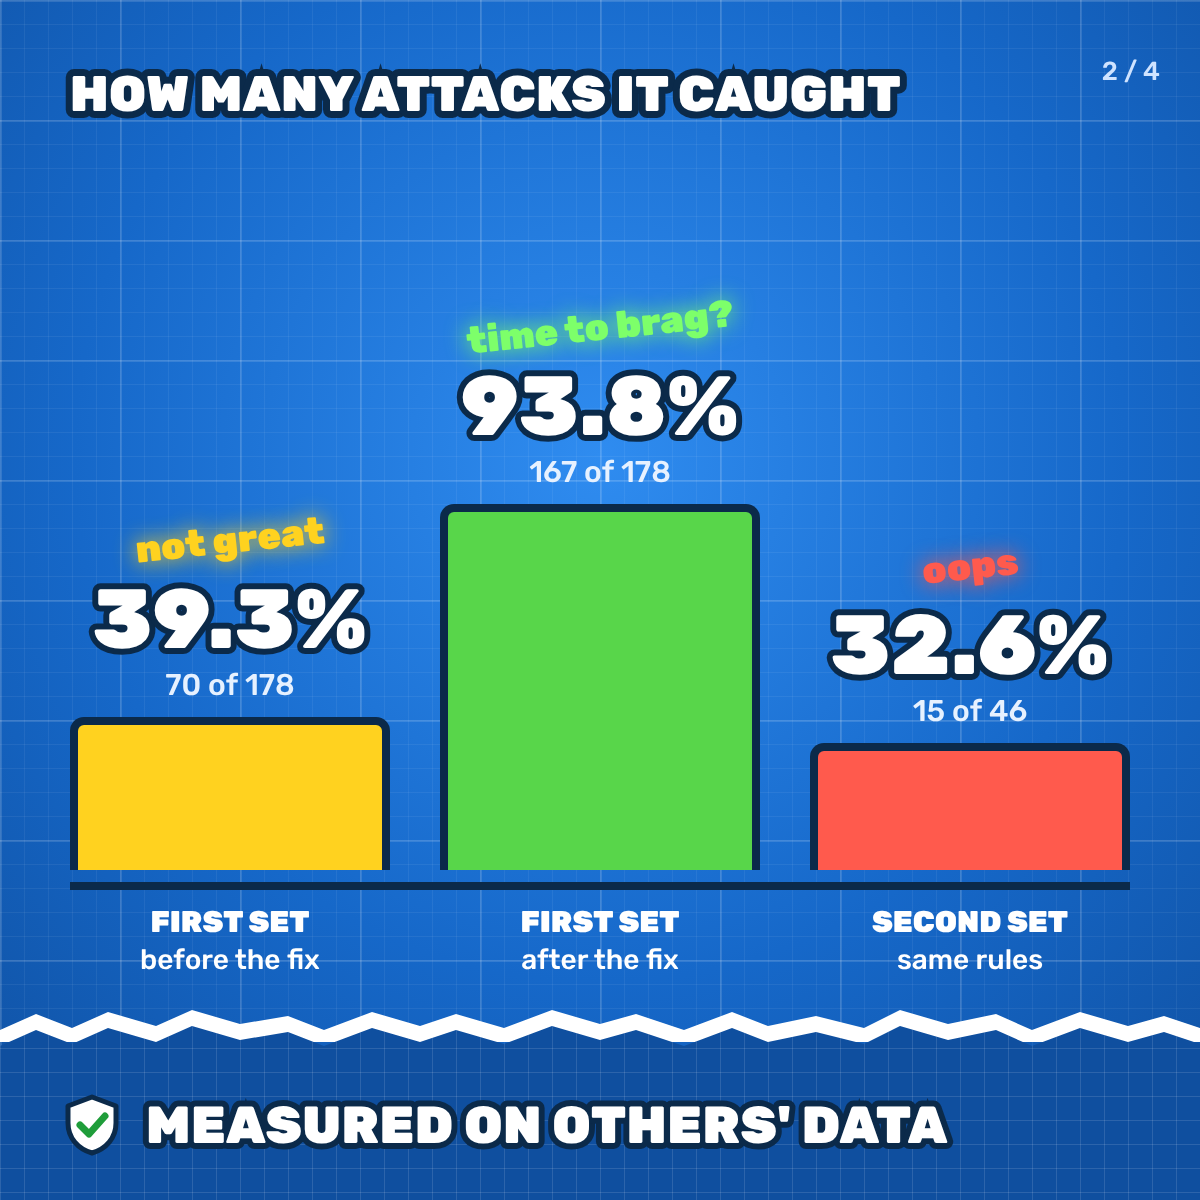 HOW MANY ATTACKS IT CAUGHT
2 / 4
time to brag?
93.8%
167 of 178
not great
39.3%
70 of 178
oops
32.6%
15 of 46
FIRST SET
before the fix
FIRST SET
after the fix
SECOND SET
same rules
MEASURED ON OTHERS' DATA